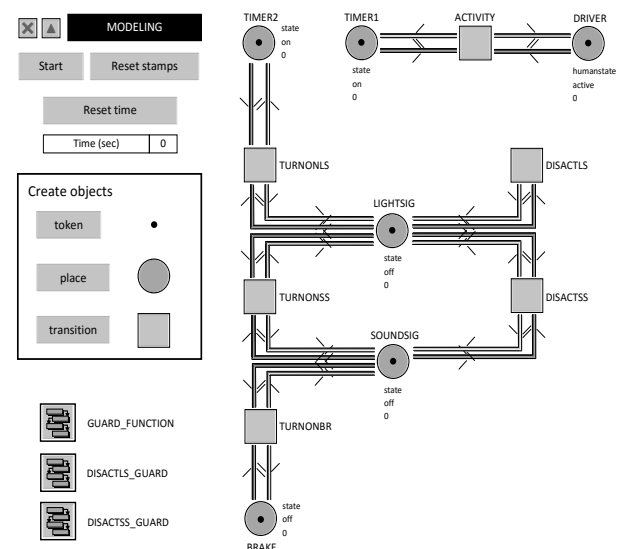 MODELING
Start
Reset stamps
Reset time
Time (sec) 0
Create objects
token
place
transition
GUARD_FUNCTION
DISACTLS_GUARD
DISACTSS_GUARD
TIMER2
state
on
0
TIMER1
state
on
0
ACTIVITY
DRIVER
humanstate
active
0
TURNONLS
DISACTLS
LIGHTSIG
state
off
0
TURNONSS
DISACTSS
SOUNDSIG
state
off
0
TURNONBR
state
off
0
BRAKE